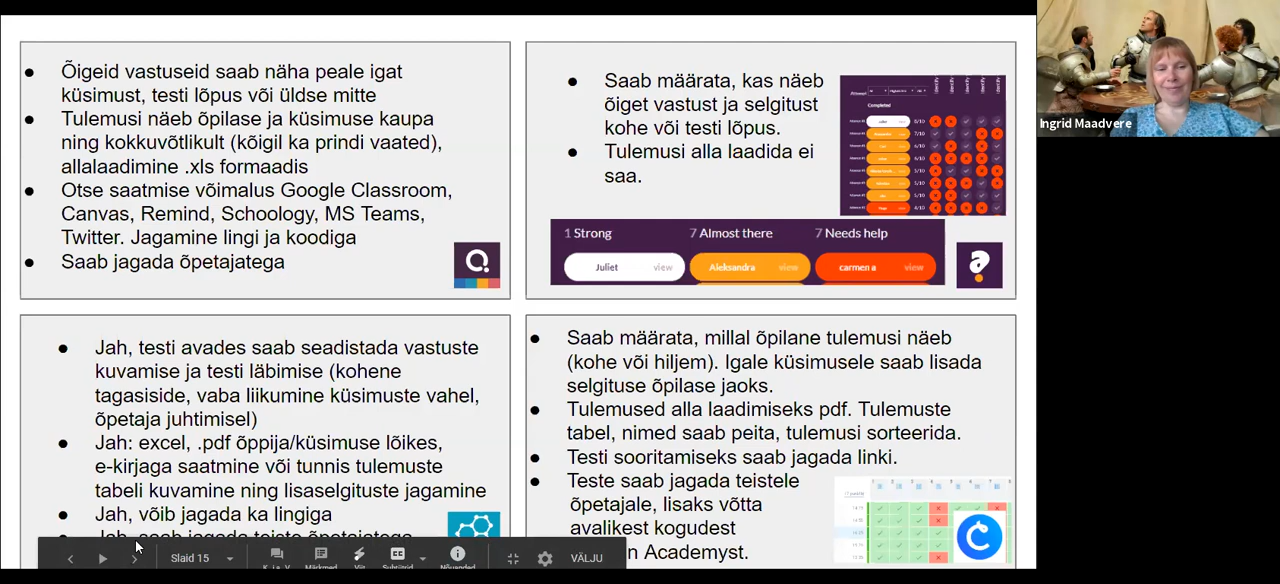 Õigeid vastuseid saab näha peale igat
küsimust, testi lõpus või üldse mitte
Tulemusi näeb õpilase ja küsimuse kaupa
ning kokkuvõtlikult (kõigil ka prindi vaated),
allalaadimine .xls formaadis
Otse saatmise võimalus Google Classroom,
Canvas, Remind, Schoology, MS Teams,
Twitter. Jagamine lingi ja koodiga
Saab jagada õpetajatega
Saab määrata, kas näeb
õiget vastust ja selgitust
kohe või testi lõpus.
Tulemusi alla laadida ei
saa.
Completed
1 Strong
7 Almost there
7 Needs help
Juliet view
Aleksandra view
carmen a view
Jah, testi avades saab seadistada vastuste
kuvamise ja testi läbimise (kohene
tagasiside, vaba liikumine küsimuste vahel,
õpetaja juhtimisel)
Jah: excel, .pdf õppija/küsimuse lõikes,
e-kirjaga saatmine või tunnis tulemuste
tabeli kuvamine ning lisaselgituste jagamine
Jah, võib jagada ka lingiga
Saab määrata, millal õpilane tulemusi näeb
(kohe või hiljem). Igale küsimusele saab lisada
selgituse õpilase jaoks.
Tulemused alla laadimiseks pdf. Tulemuste
tabel, nimed saab peita, tulemusi sorteerida.
Testi sooritamiseks saab jagada linki.
Teste saab jagada teistele
õpetajale, lisaks võtta
avalikest kogudest
n Academyst.
Slaid 15
VÄLJU
Ingrid Maadvere